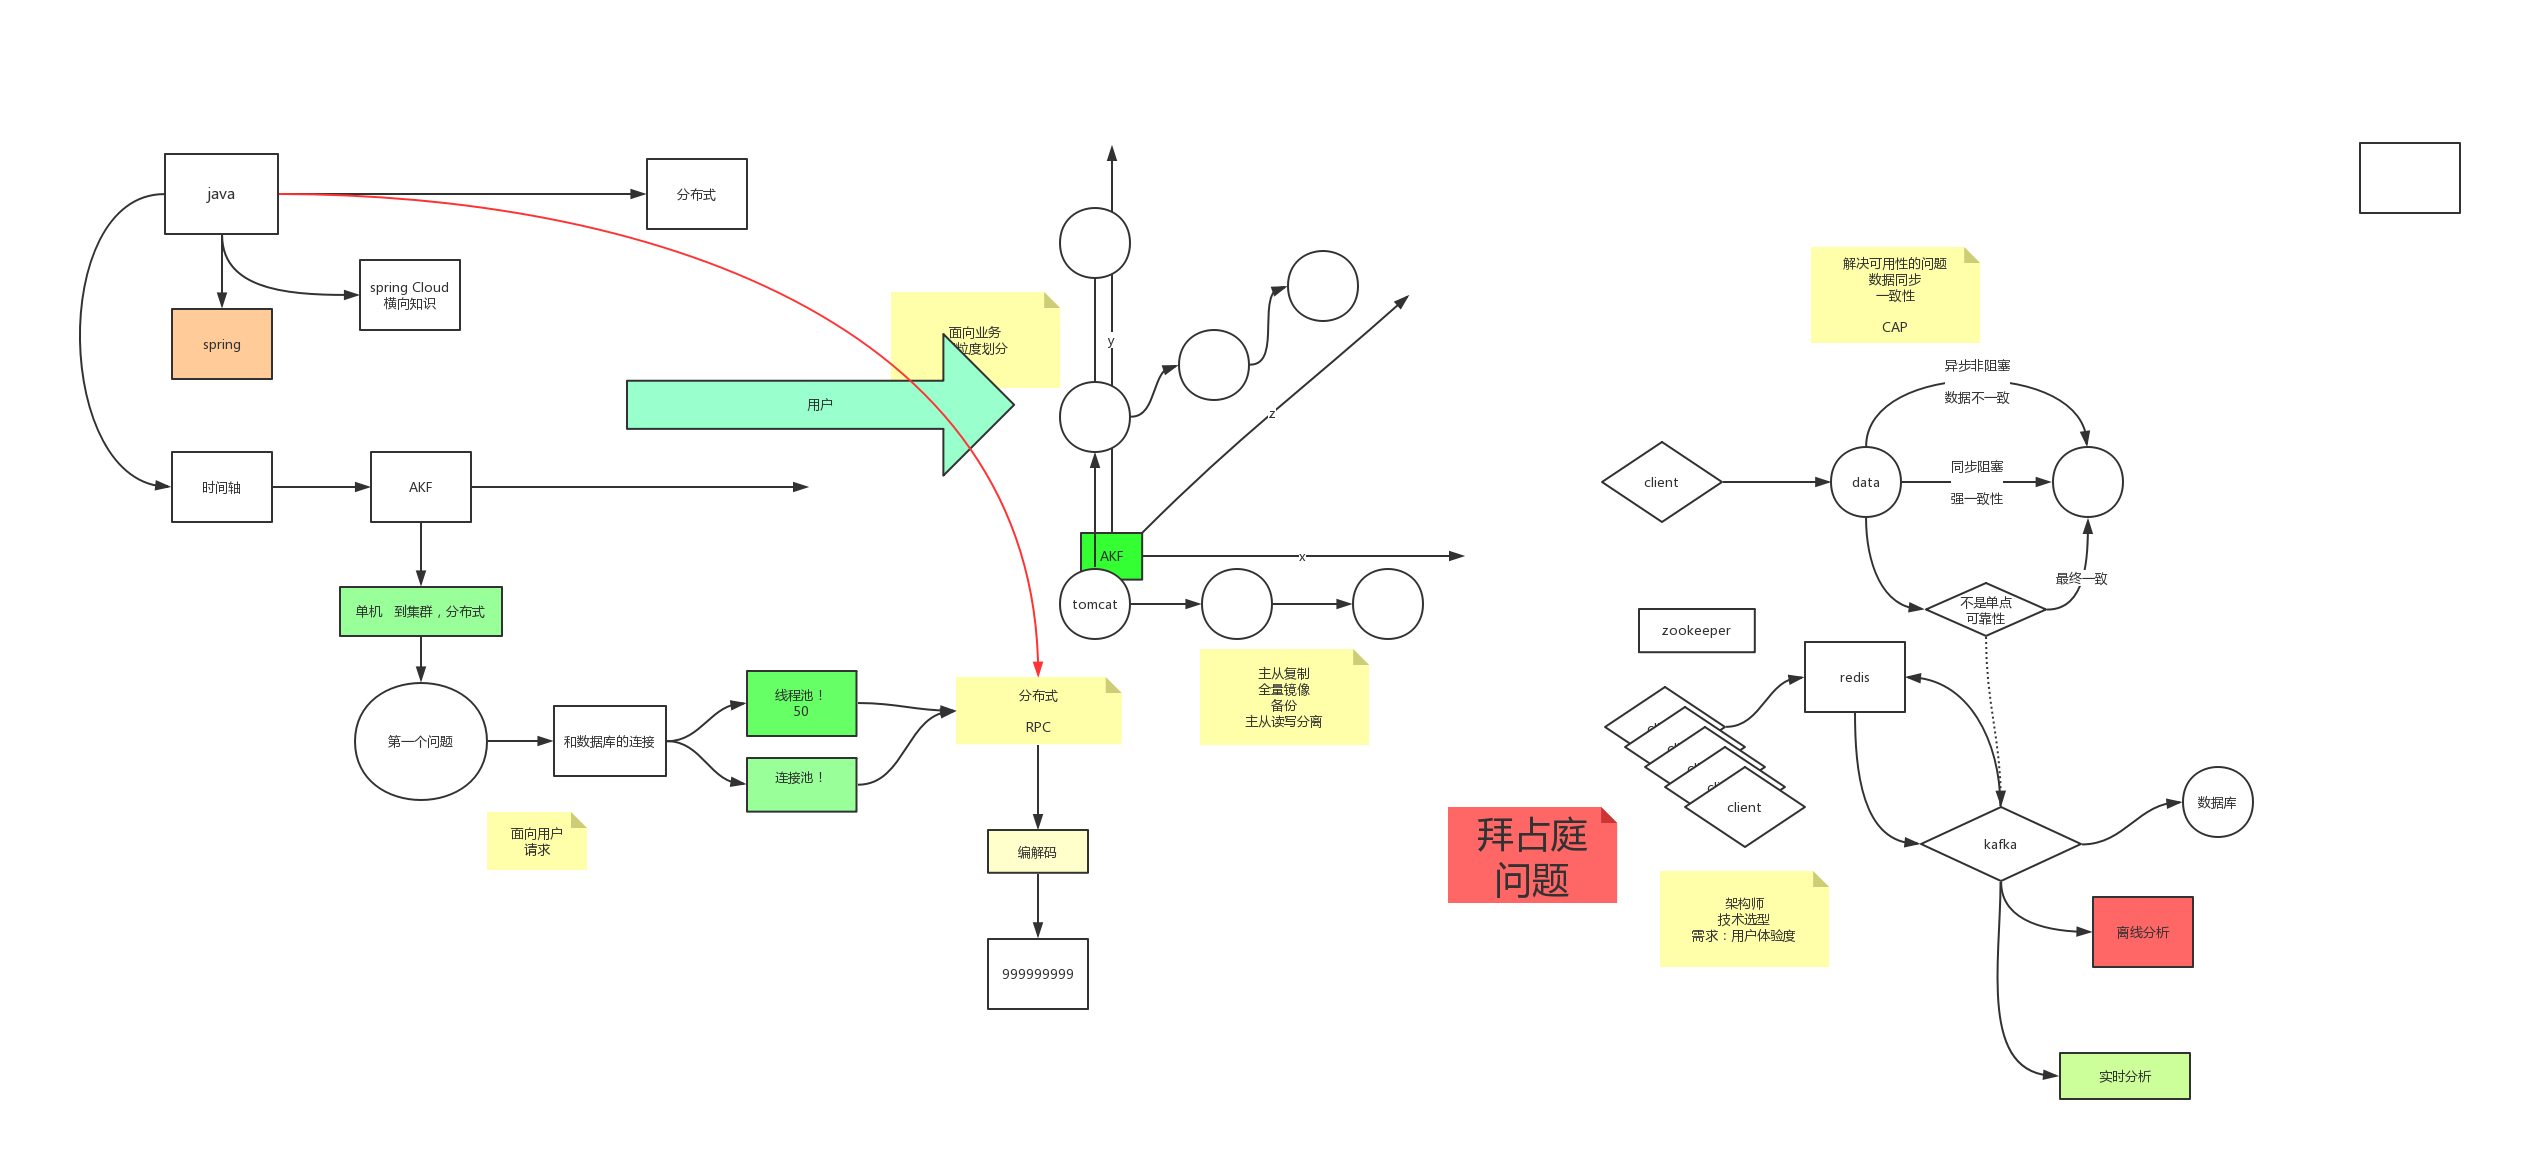 java
分布式
spring Cloud
横向知识
spring
时间轴
AKF
单机 到集群，分布式
第一个问题
和数据库的连接
线程池！
50
连接池！
面向用户
请求
用户
面向业务
粒度划分
分布式
RPC
编解码
999999999
y
z
AKF
x
tomcat
主从复制
全量镜像
备份
主从读写分离
解决可用性的问题
数据同步
一致性
CAP
异步非阻塞
数据不一致
client
data
同步阻塞
强一致性
最终一致
不是单点
可靠性
zookeeper
redis
client
kafka
数据库
拜占庭
问题
架构师
技术选型
需求：用户体验度
离线分析
实时分析